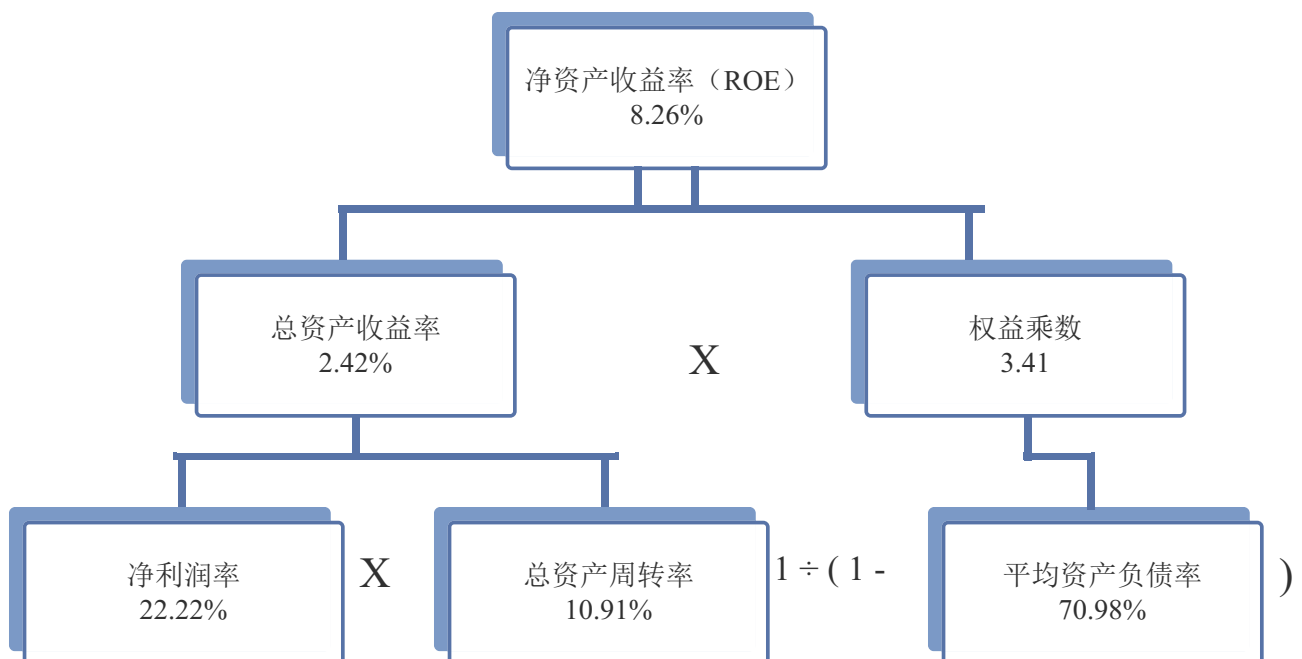 净资产收益率（ROE）
8.26%
总资产收益率
2.42%
X
权益乘数
3.41
净利润率
22.22%
X
总资产周转率
10.91%
1 ÷ ( 1 -
平均资产负债率
70.98%
)